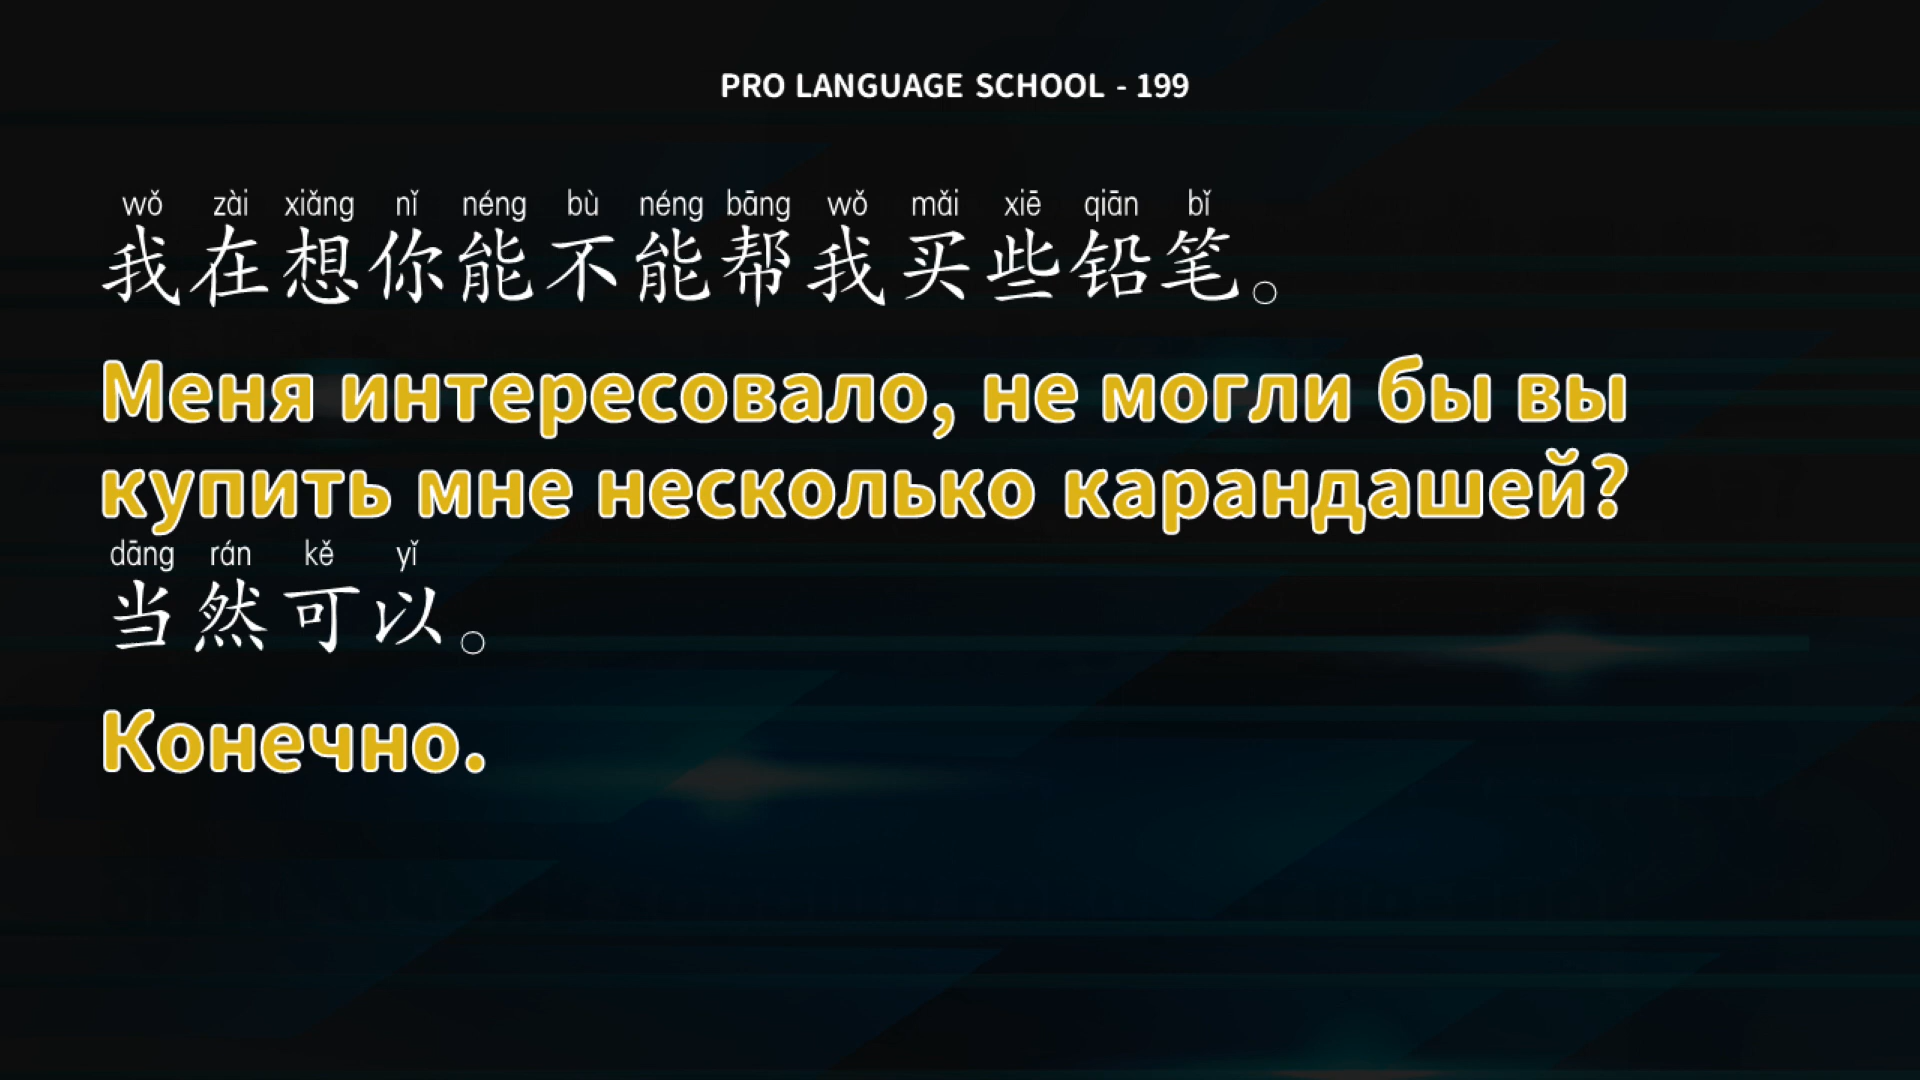 PRO LANGUAGE SCHOOL - 199
wǒ zài xiǎng nǐ néng bù néng bāng wǒ mǎi xiē qiān bǐ
我在想你能不能帮我买些铅笔。
Меня интересовало, не могли бы вы
купить мне несколько карандашей?
dāng rán kě yǐ
当然可以。
Конечно.